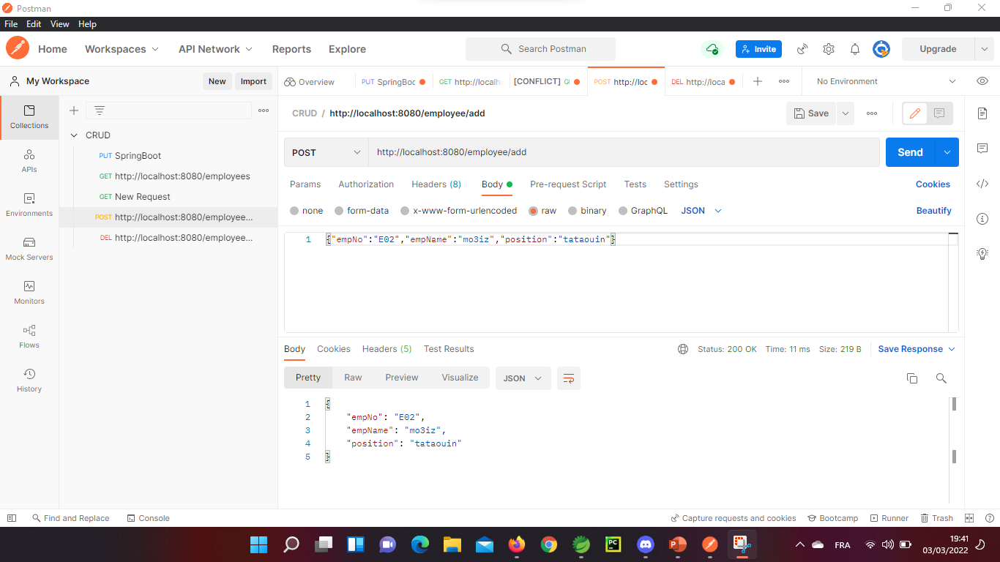 Postman
File Edit View Help
Home Workspaces API Network Reports Explore Search Postman Invite Upgrade
My Workspace New Import Overview PUT SpringBoo GET http://localh [CONFLICT] POST http://loc DEL http://loca No Environment
Collections
APIs
Environments
Mock Servers
Monitors
Flows
History
CRUD
PUT SpringBoot
GET http://localhost:8080/employees
GET New Request
POST http://localhost:8080/employee...
DEL http://localhost:8080/employee...
CRUD / http://localhost:8080/employee/add Save
POST http://localhost:8080/employee/add Send
Params Authorization Headers (8) Body Pre-request Script Tests Settings Cookies
none form-data x-www-form-urlencoded raw binary GraphQL JSON Beautify
1 {"empNo":"E02","empName":"mo3iz","position":"tataouin"}
Body Cookies Headers (5) Test Results Status: 200 OK Time: 11 ms Size: 219 B Save Response
Pretty Raw Preview Visualize JSON
1 {
2 "empNo": "E02",
3 "empName": "mo3iz",
4 "position": "tataouin"
5 }
Find and Replace Console Capture requests and cookies Bootcamp Runner Trash
PC FRA 19:41
03/03/2022